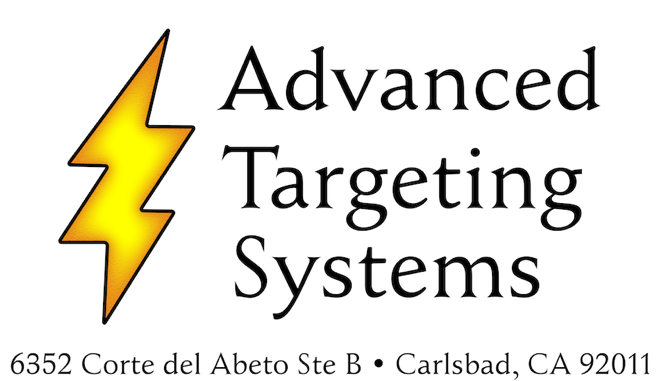 Advanced
Targeting
Systems
6352 Corte del Abeto Ste B • Carlsbad, CA 92011